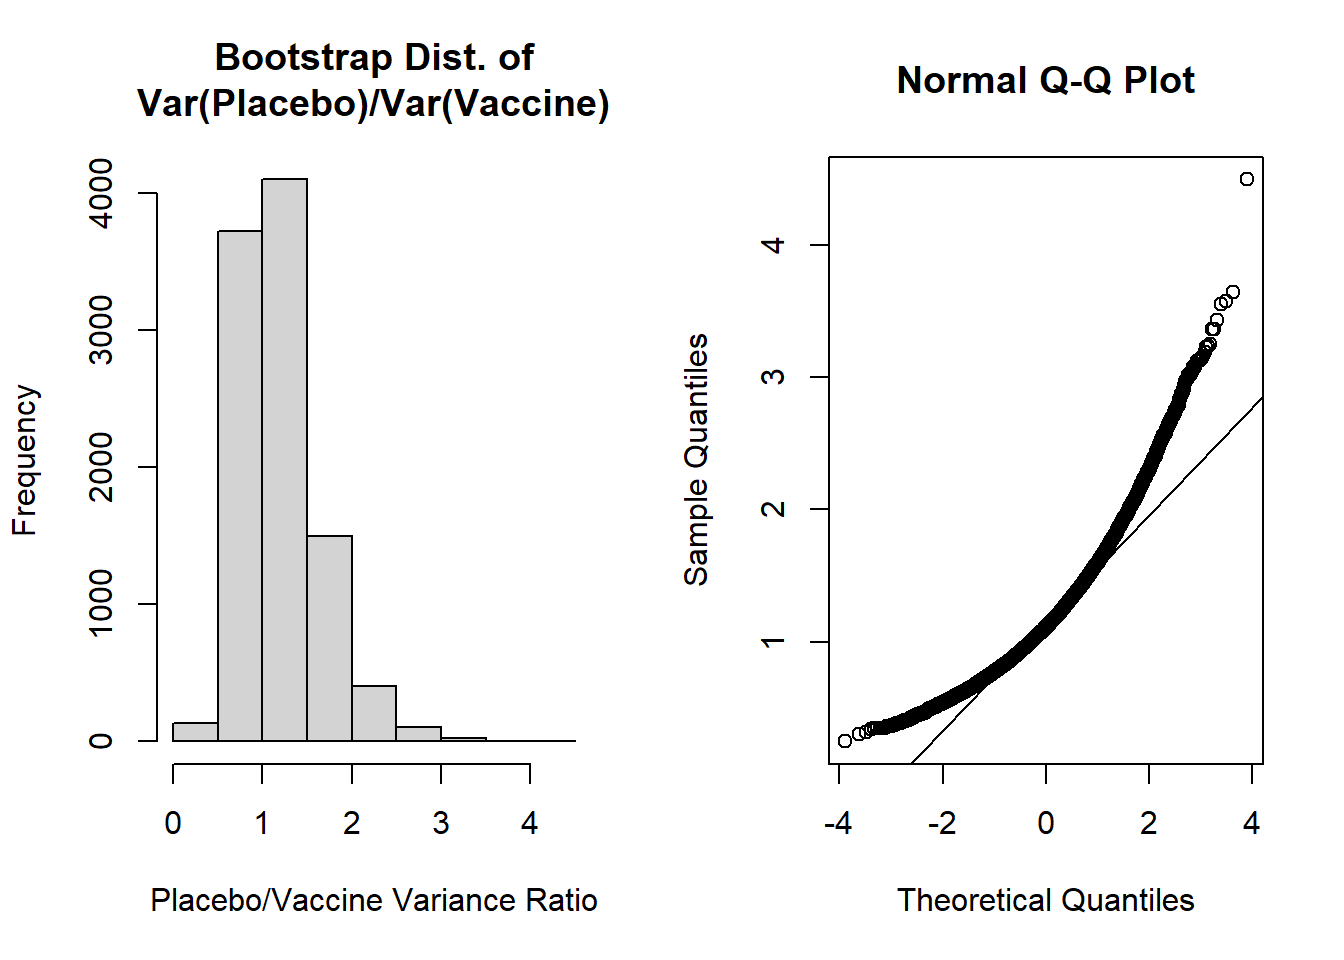 Bootstrap Dist. of
Var(Placebo)/Var(Vaccine)
Frequency
4000
3000
2000
1000
0
0 1 2 3 4
Placebo/Vaccine Variance Ratio
Normal Q-Q Plot
Sample Quantiles
4
3
2
1
-4 -2 0 2 4
Theoretical Quantiles